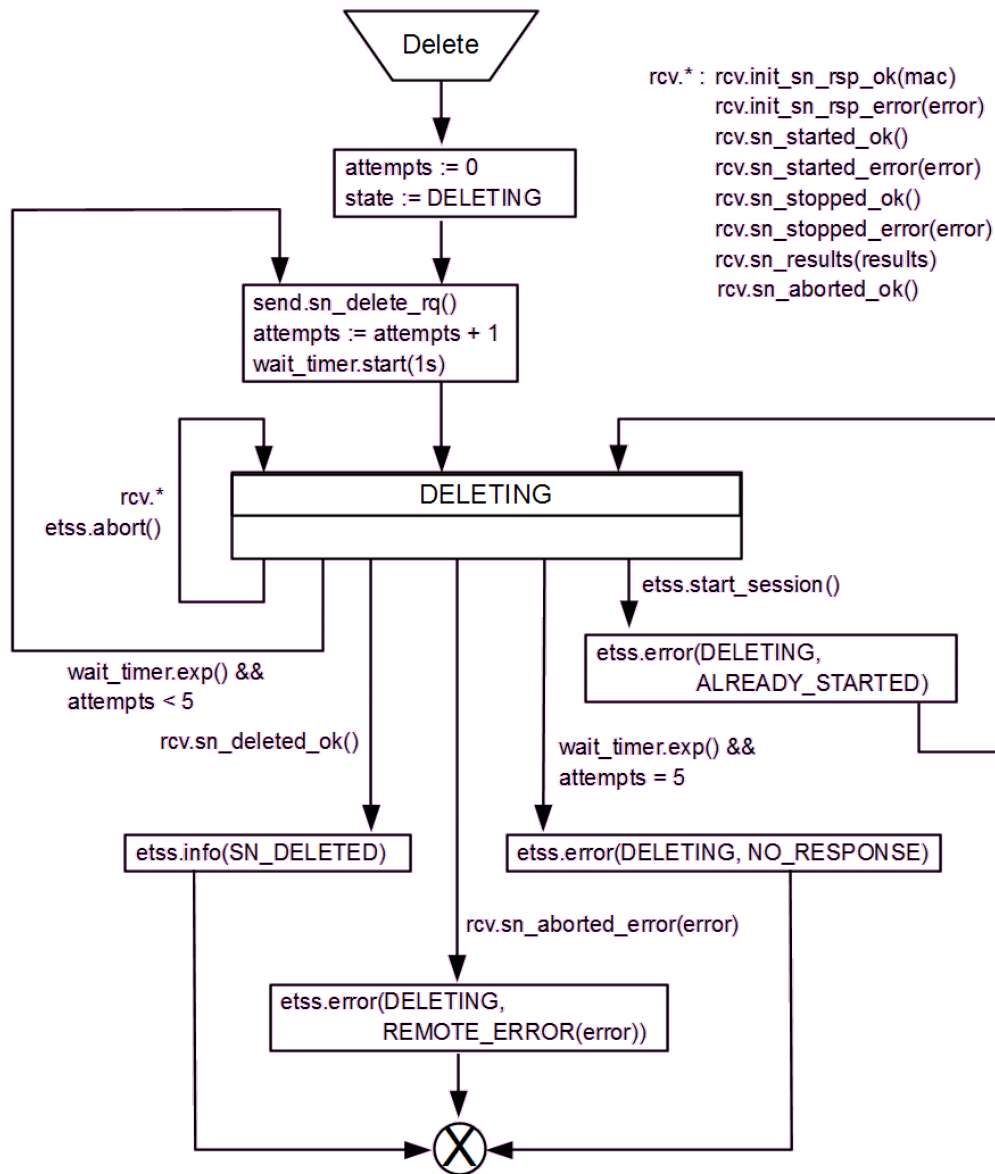 Delete
rcv.* : rcv.init_sn_rsp_ok(mac)
rcv.init_sn_rsp_error(error)
rcv.sn_started_ok()
rcv.sn_started_error(error)
rcv.sn_stopped_ok()
rcv.sn_stopped_error(error)
rcv.sn_results(results)
rcv.sn_aborted_ok()
attempts := 0
state := DELETING
send.sn_delete_rq()
attempts := attempts + 1
wait_timer.start(1s)
DELETING
rcv.*
etss.abort()
etss.start_session()
etss.error(DELETING,
ALREADY_STARTED)
wait_timer.exp() &&
attempts < 5
rcv.sn_deleted_ok()
wait_timer.exp() &&
attempts = 5
etss.info(SN_DELETED)
etss.error(DELETING, NO_RESPONSE)
rcv.sn_aborted_error(error)
etss.error(DELETING,
REMOTE_ERROR(error))
X